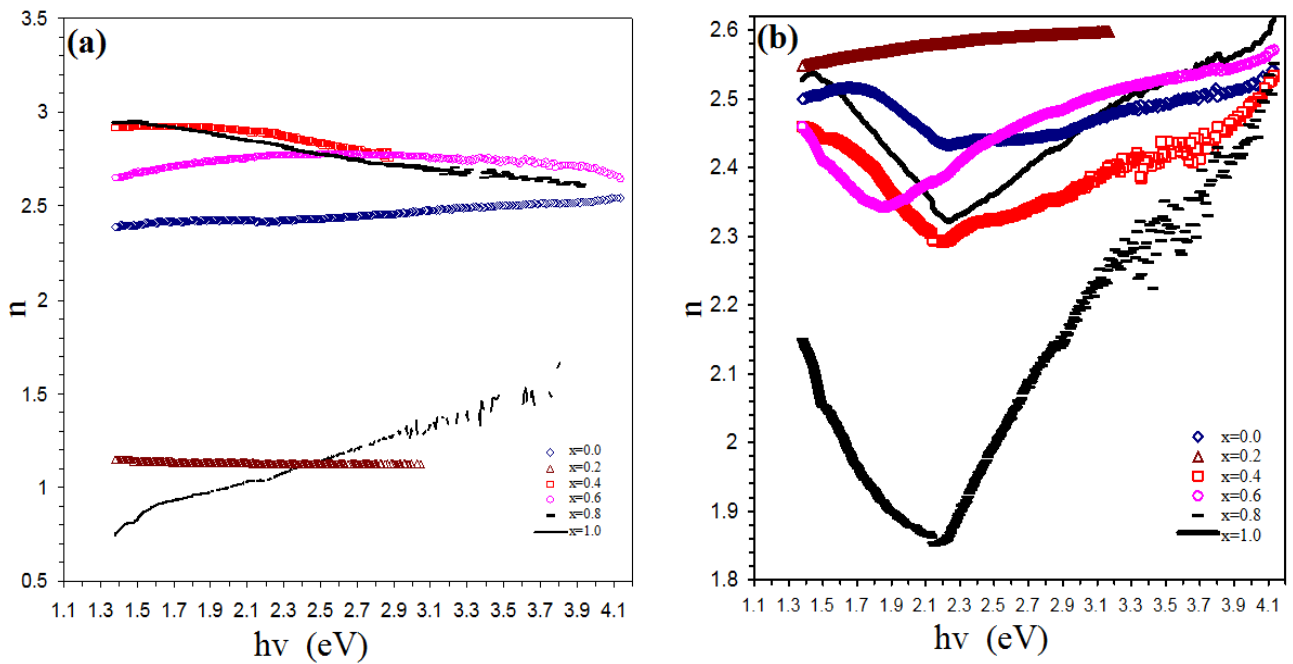 (a)
3.5
3
2.5
2
1.5
1
0.5
n
1.1 1.3 1.5 1.7 1.9 2.1 2.3 2.5 2.7 2.9 3.1 3.3 3.5 3.7 3.9 4.1
hν (eV)
x=0.0
x=0.2
x=0.4
x=0.6
x=0.8
x=1.0
(b)
2.6
2.5
2.4
2.3
2.2
2.1
2
1.9
1.8
n
1.1 1.3 1.5 1.7 1.9 2.1 2.3 2.5 2.7 2.9 3.1 3.3 3.5 3.7 3.9 4.1
hν (eV)
x=0.0
x=0.2
x=0.4
x=0.6
x=0.8
x=1.0